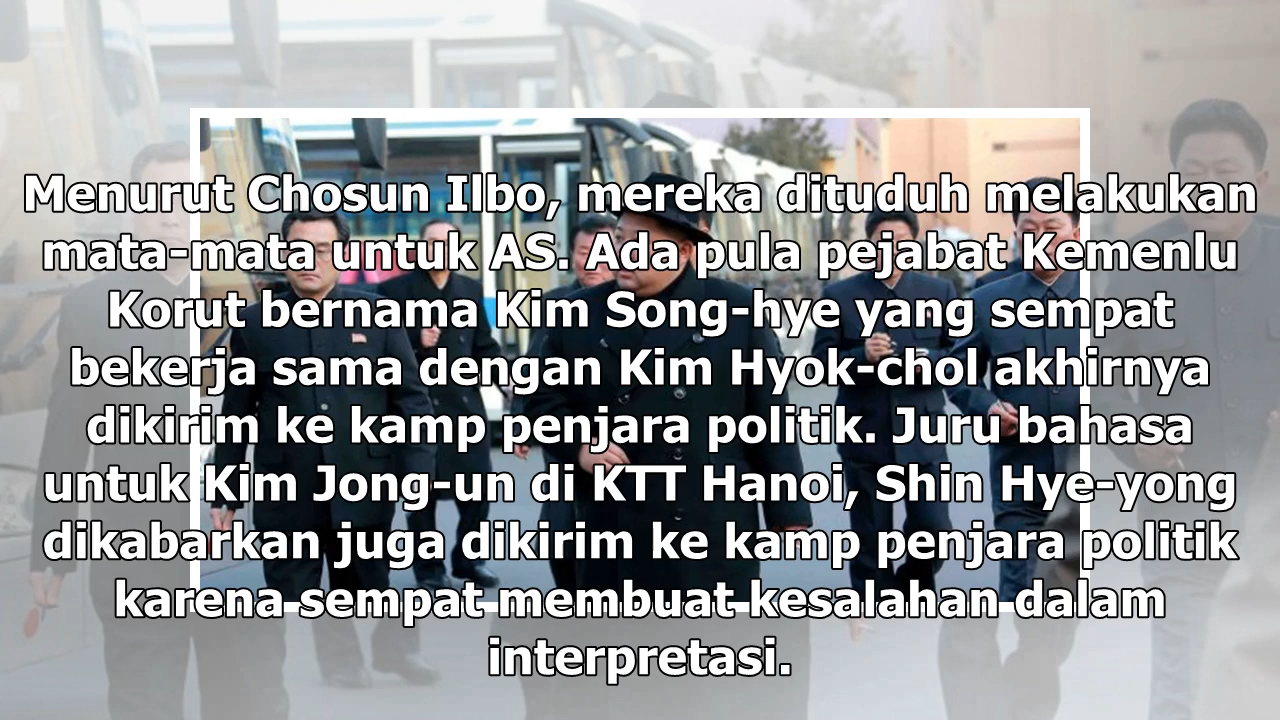 Menurut Chosun Ilbo, mereka dituduh melakukan
mata-mata untuk AS. Ada pula pejabat Kemenlu
Korut bernama Kim Song-hye yang sempat
bekerja sama dengan Kim Hyok-chol akhirnya
dikirim ke kamp penjara politik. Juru bahasa
untuk Kim Jong-un di KTT Hanoi, Shin Hye-yong
dikabarkan juga dikirim ke kamp penjara politik
karena sempat membuat kesalahan dalam
interpretasi.